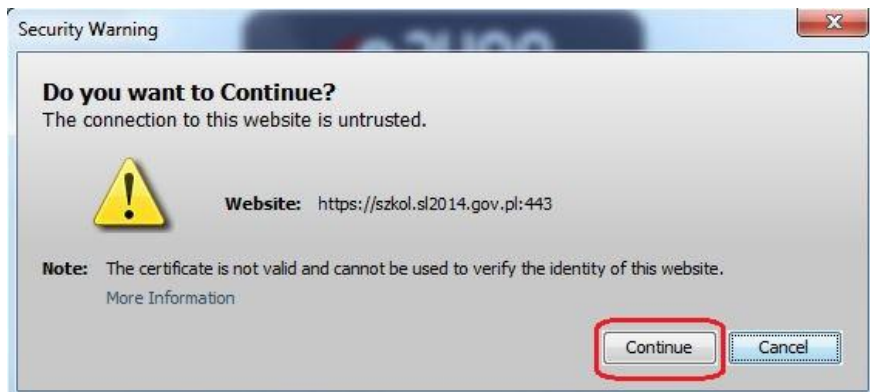 Security Warning
Do you want to Continue?
The connection to this website is untrusted.
Website: https://szkol.sl2014.gov.pl:443
Note: The certificate is not valid and cannot be used to verify the identity of this website.
More Information
Continue Cancel